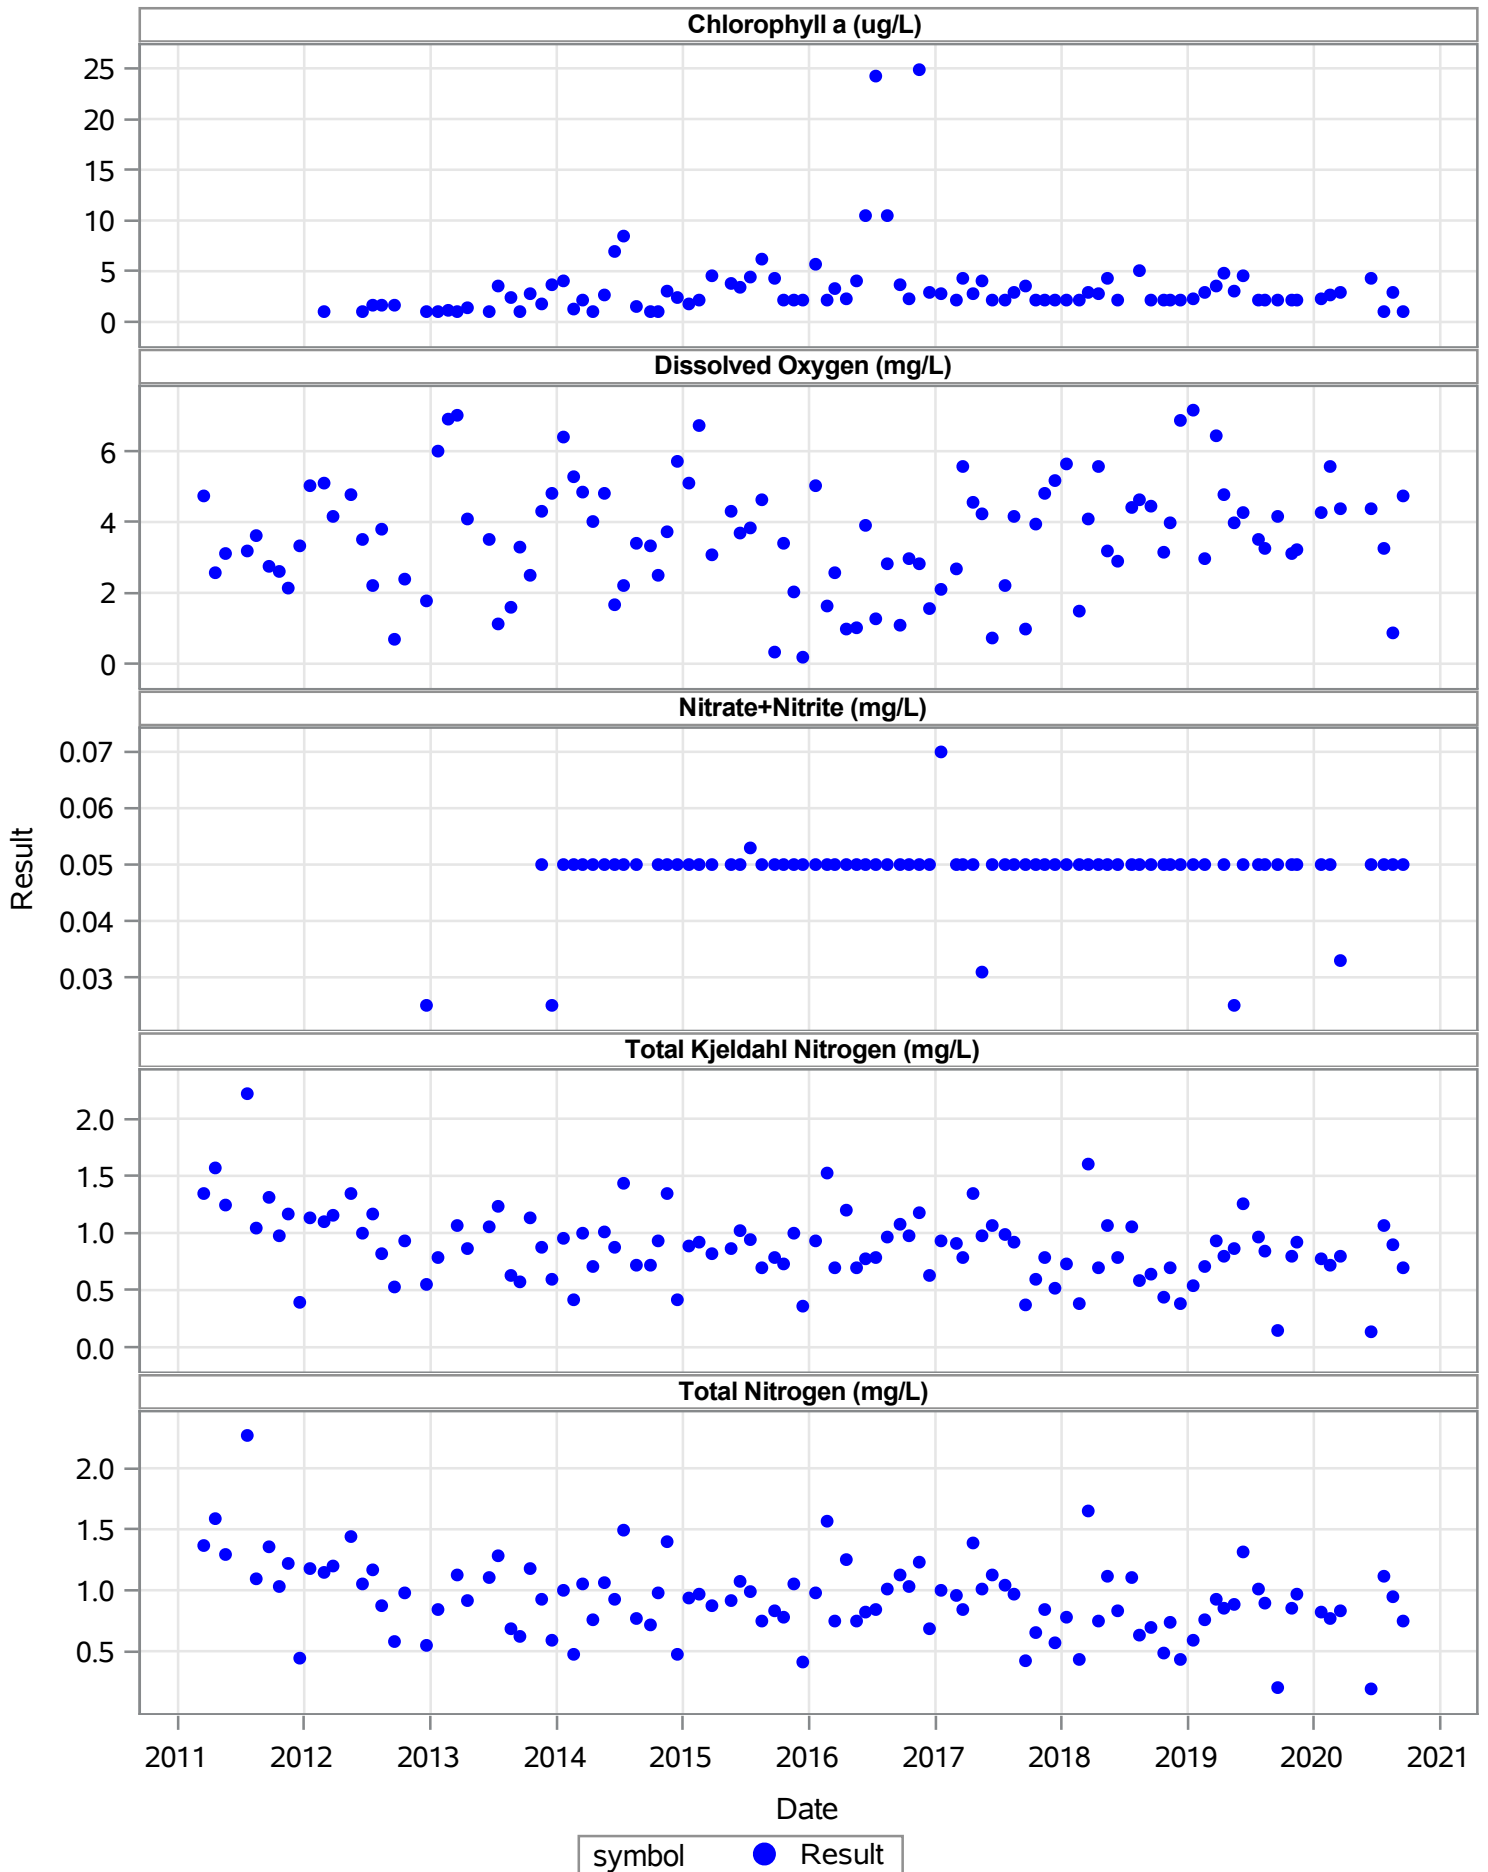 Chlorophyll a (ug/L)
25
20
15
10
5
0
Dissolved Oxygen (mg/L)
6
4
2
0
Nitrate+Nitrite (mg/L)
0.07
0.06
0.05
0.04
0.03
Result
Total Kjeldahl Nitrogen (mg/L)
2.0
1.5
1.0
0.5
0.0
Total Nitrogen (mg/L)
2.0
1.5
1.0
0.5
2011 2012 2013 2014 2015 2016 2017 2018 2019 2020 2021
Date
symbol Result